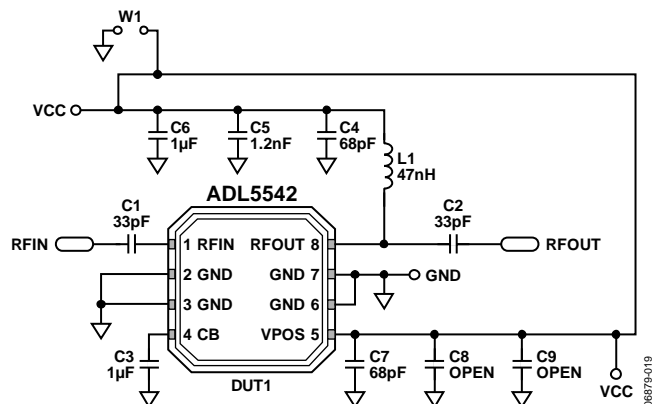 W1
VCC
C6
1µF
C5
1.2nF
C4
68pF
L1
47nH
ADL5542
C1
33pF
C2
33pF
RFIN
1 RFIN
RFOUT 8
RFOUT
2 GND
GND 7
GND
3 GND
GND 6
4 CB
VPOS 5
C3
1µF
DUT1
C7
68pF
C8
OPEN
C9
OPEN
VCC
06879-019